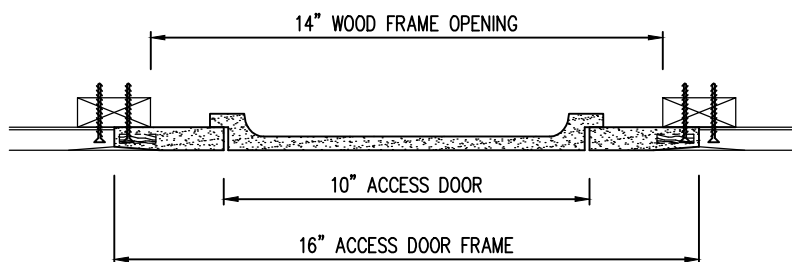 14” WOOD FRAME OPENING
10” ACCESS DOOR
16” ACCESS DOOR FRAME